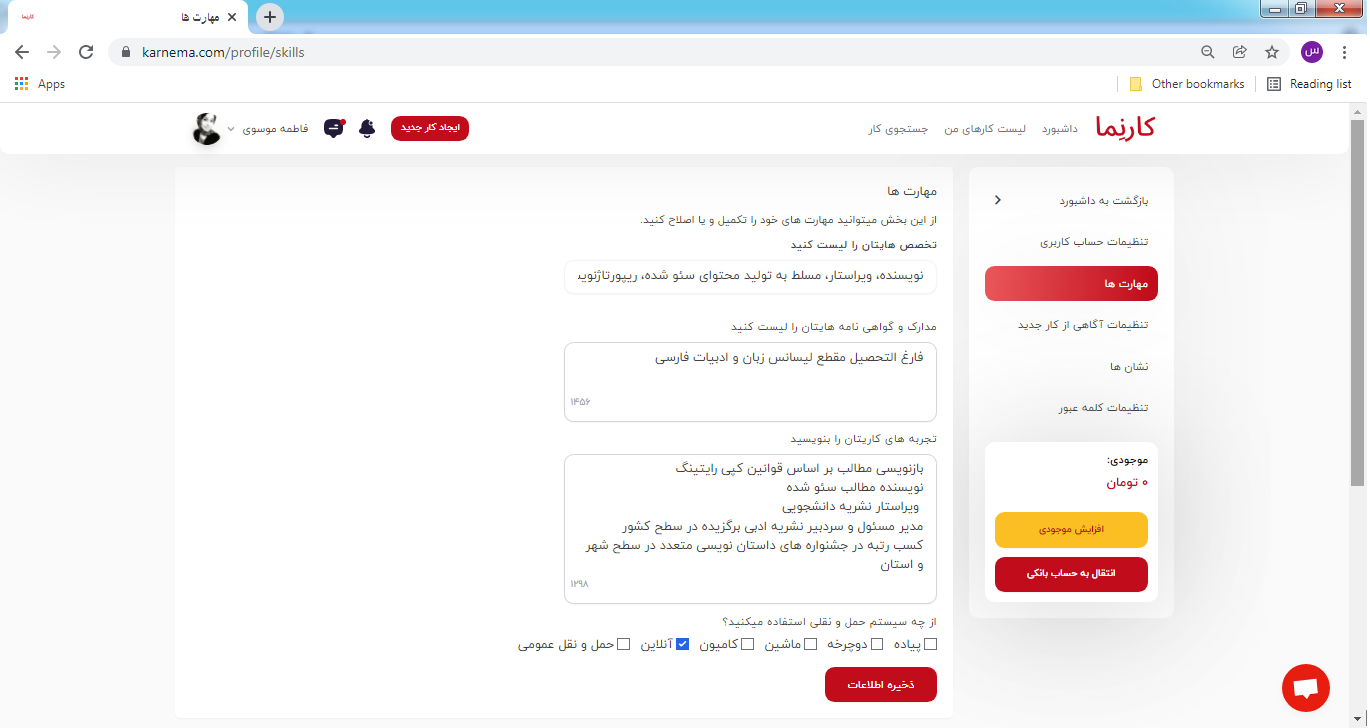 مهارت ها
karnema.com/profile/skills
س
Apps
Other bookmarks
Reading list
کارنِما
داشبورد
لیست کارهای من
جستجوی کار
ایجاد کار جدید
فاطمه موسوی
بازگشت به داشبورد
تنظیمات حساب کاربری
مهارت ها
تنظیمات آگاهی از کار جدید
نشان ها
تنظیمات کلمه عبور
موجودی:
۰ تومان
افزایش موجودی
انتقال به حساب بانکی
مهارت ها
از این بخش میتوانید مهارت های خود را تکمیل و یا اصلاح کنید.
تخصص هایتان را لیست کنید
نویسنده، ویراستار، مسلط به تولید محتوای سئو شده، ریپورتاژنویس
مدارک و گواهی نامه هایتان را لیست کنید
فارغ التحصیل مقطع لیسانس زبان و ادبیات فارسی
۱۴۵۶
تجربه های کاریتان را بنویسید
بازنویسی مطالب بر اساس قوانین کپی رایتینگ
نویسنده مطالب سئو شده
ویراستار نشریه دانشجویی
مدیر مسئول و سردبیر نشریه ادبی برگزیده در سطح کشور
کسب رتبه در جشنواره های داستان نویسی متعدد در سطح شهر
و استان
۱۲۹۸
از چه سیستم حمل و نقلی استفاده میکنید؟
پیاده دوچرخه ماشین کامیون آنلاین حمل و نقل عمومی
ذخیره اطلاعات